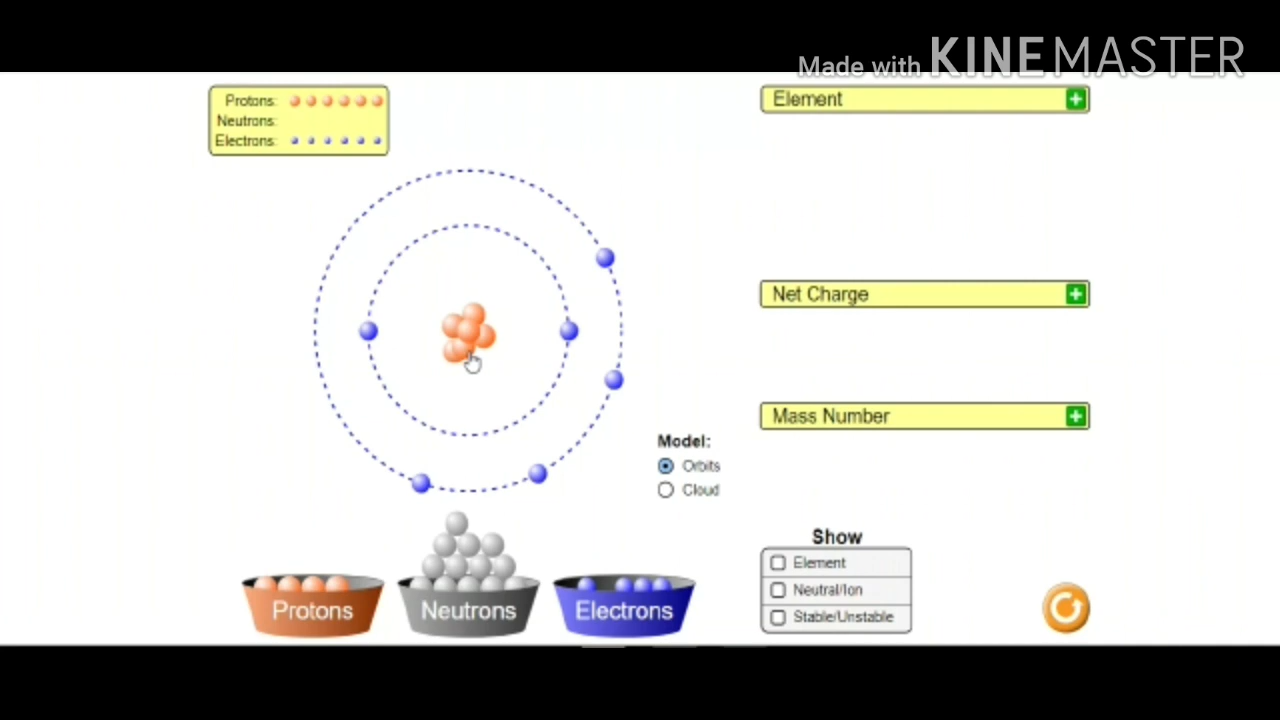 Made with KINEMASTER
Protons:
Neutrons:
Electrons:
Element
Net Charge
Mass Number
Model:
Orbits
Cloud
Show
Element
Neutral/Ion
Stable/Unstable
Protons
Neutrons
Electrons